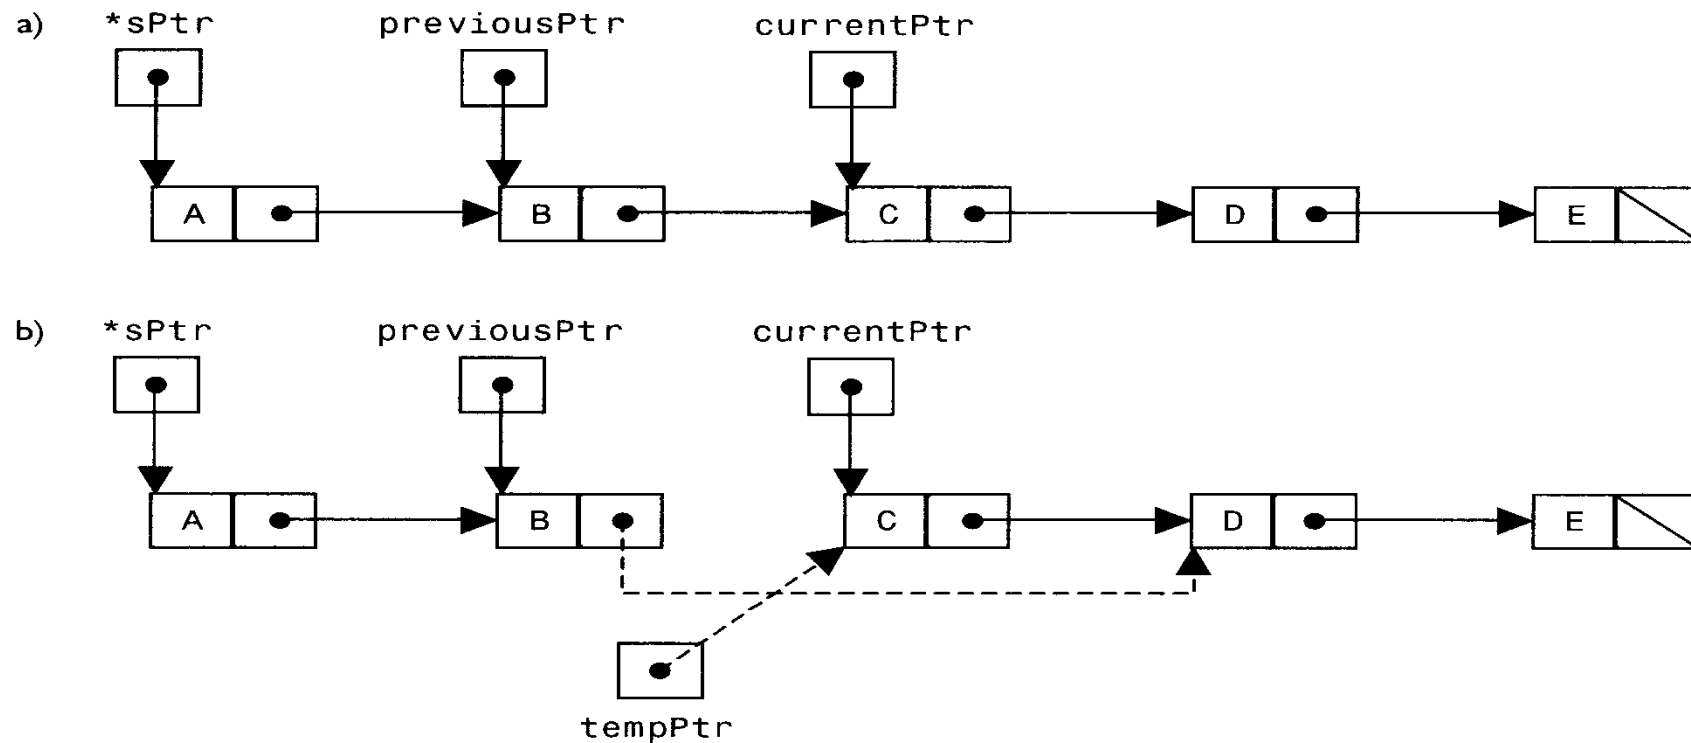 a) *sPtr previousPtr currentPtr
A B C D E
b) *sPtr previousPtr currentPtr
A B C D E
tempPtr